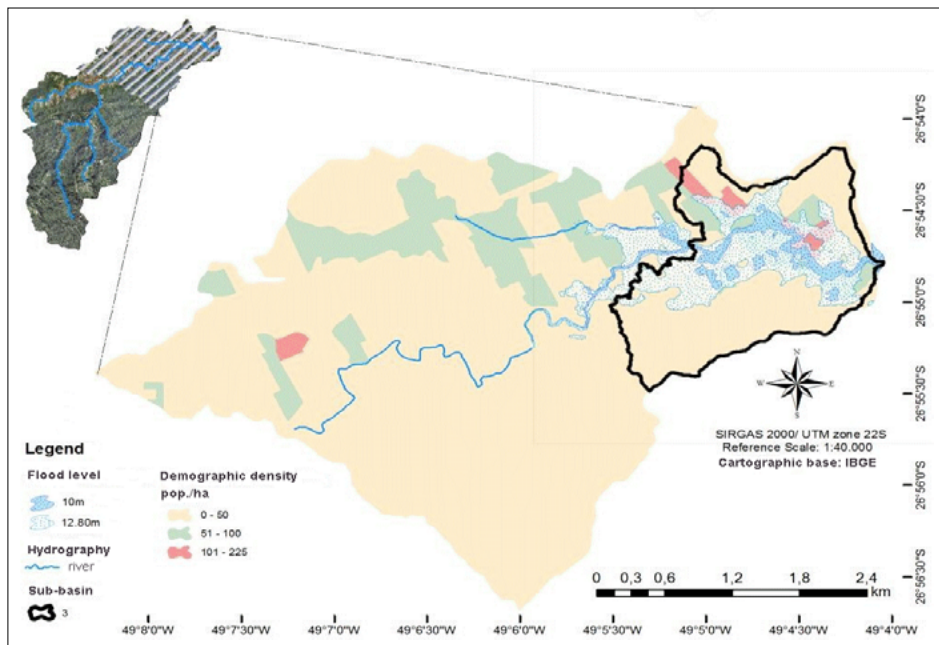 26°54'0"S
26°54'30"S
26°55'0"S
26°55'30"S
26°56'0"S
26°56'30"S
N
W E
S
SIRGAS 2000/ UTM zone 22S
Reference Scale: 1:40.000
Cartographic base: IBGE
Legend
Flood level
10m
12.80m
Hydrography
river
Sub-basin
3
Demographic density
pop./ha
0 - 50
51 - 100
101 - 225
0 0,3 0,6 1,2 1,8 2,4
km
49°8'0"W 49°7'30"W 49°7'0"W 49°6'30"W 49°6'0"W 49°5'30"W 49°5'0"W 49°4'30"W 49°4'0"W